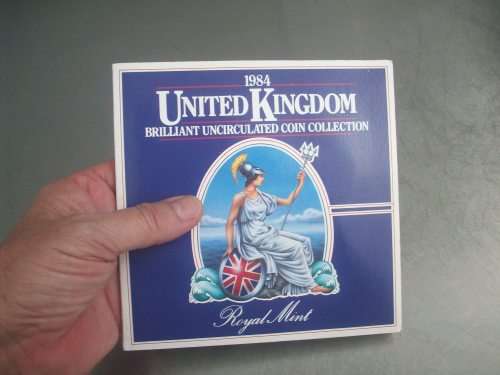 1984
UNITED KINGDOM
BRILLIANT UNCIRCULATED COIN COLLECTION
Royal Mint